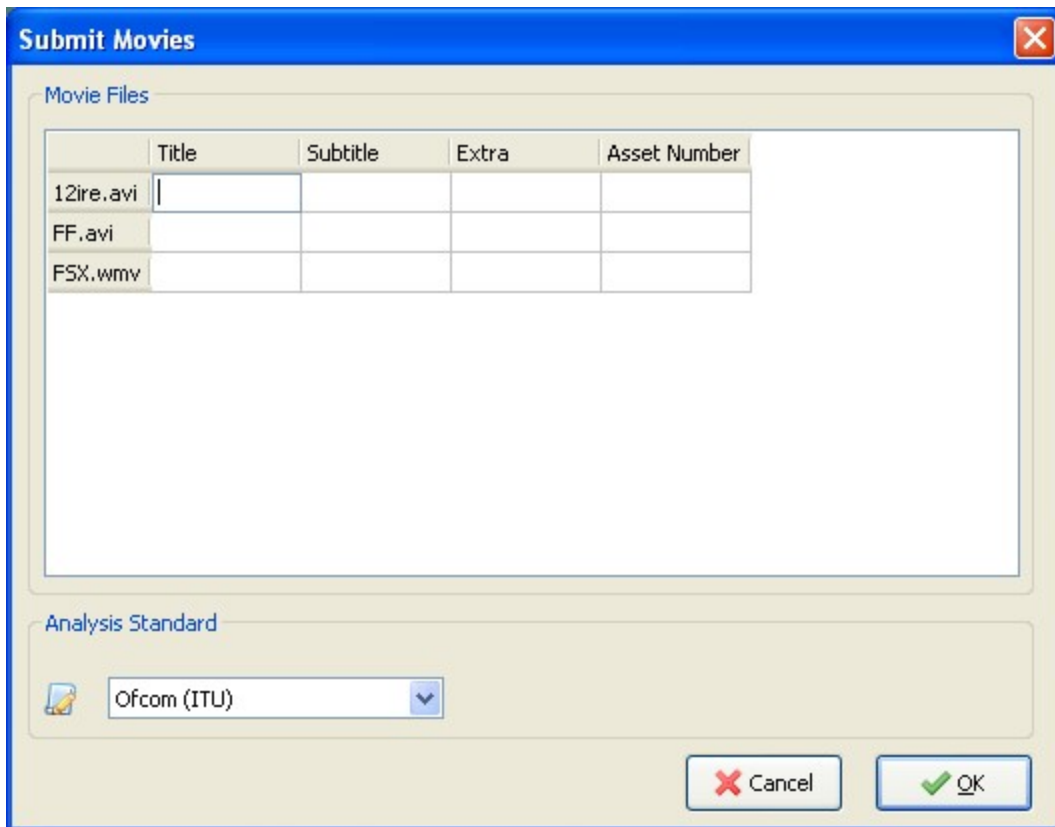 Submit Movies
Movie Files
Title Subtitle Extra Asset Number
12ire.avi
FF.avi
FSX.wmv
Analysis Standard
Ofcom (ITU)
Cancel OK